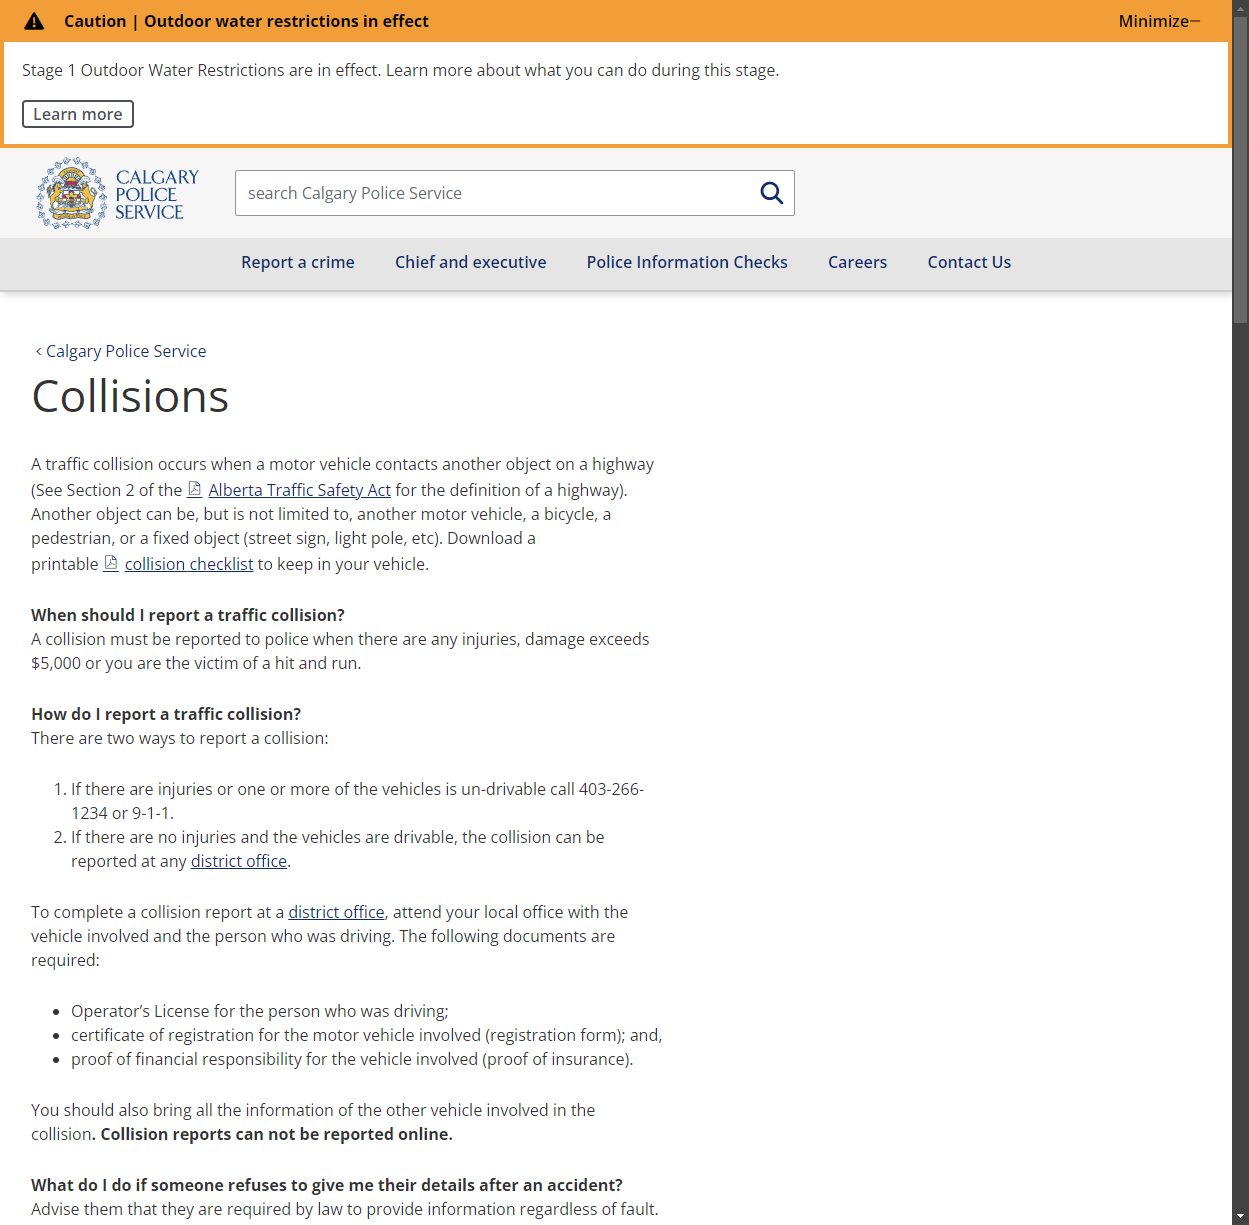 Caution | Outdoor water restrictions in effect
Minimize
Stage 1 Outdoor Water Restrictions are in effect. Learn more about what you can do during this stage.
Learn more
CALGARY
POLICE
SERVICE
search Calgary Police Service
Report a crime
Chief and executive
Police Information Checks
Careers
Contact Us
Calgary Police Service
Collisions
A traffic collision occurs when a motor vehicle contacts another object on a highway
(See Section 2 of the Alberta Traffic Safety Act for the definition of a highway).
Another object can be, but is not limited to, another motor vehicle, a bicycle, a
pedestrian, or a fixed object (street sign, light pole, etc). Download a
printable collision checklist to keep in your vehicle.
When should I report a traffic collision?
A collision must be reported to police when there are any injuries, damage exceeds
$5,000 or you are the victim of a hit and run.
How do I report a traffic collision?
There are two ways to report a collision:
1. If there are injuries or one or more of the vehicles is un-drivable call 403-266-
1234 or 9-1-1.
2. If there are no injuries and the vehicles are drivable, the collision can be
reported at any district office.
To complete a collision report at a district office, attend your local office with the
vehicle involved and the person who was driving. The following documents are
required:
• Operator’s License for the person who was driving;
• certificate of registration for the motor vehicle involved (registration form); and,
• proof of financial responsibility for the vehicle involved (proof of insurance).
You should also bring all the information of the other vehicle involved in the
collision. Collision reports can not be reported online.
What do I do if someone refuses to give me their details after an accident?
Advise them that they are required by law to provide information regardless of fault.